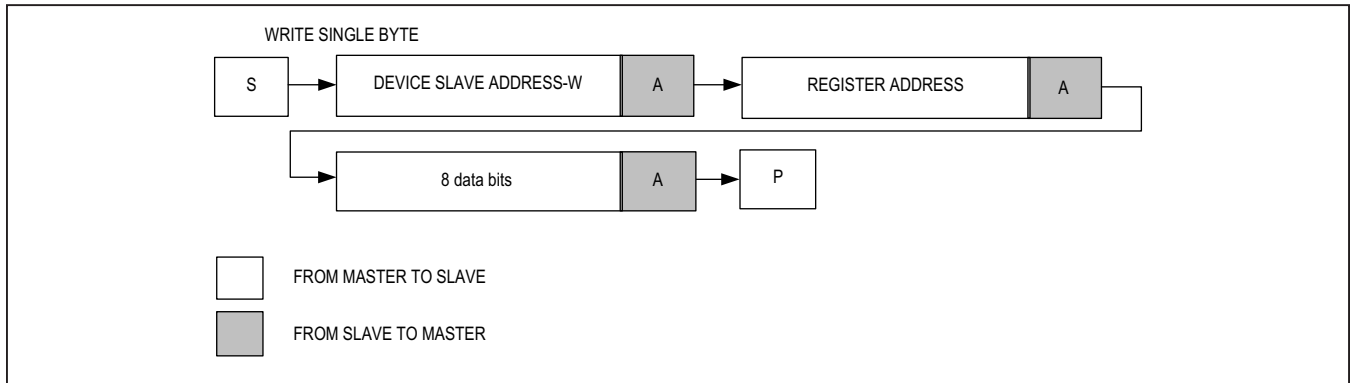 WRITE SINGLE BYTE
S DEVICE SLAVE ADDRESS-W A REGISTER ADDRESS A
8 data bits A P
FROM MASTER TO SLAVE
FROM SLAVE TO MASTER